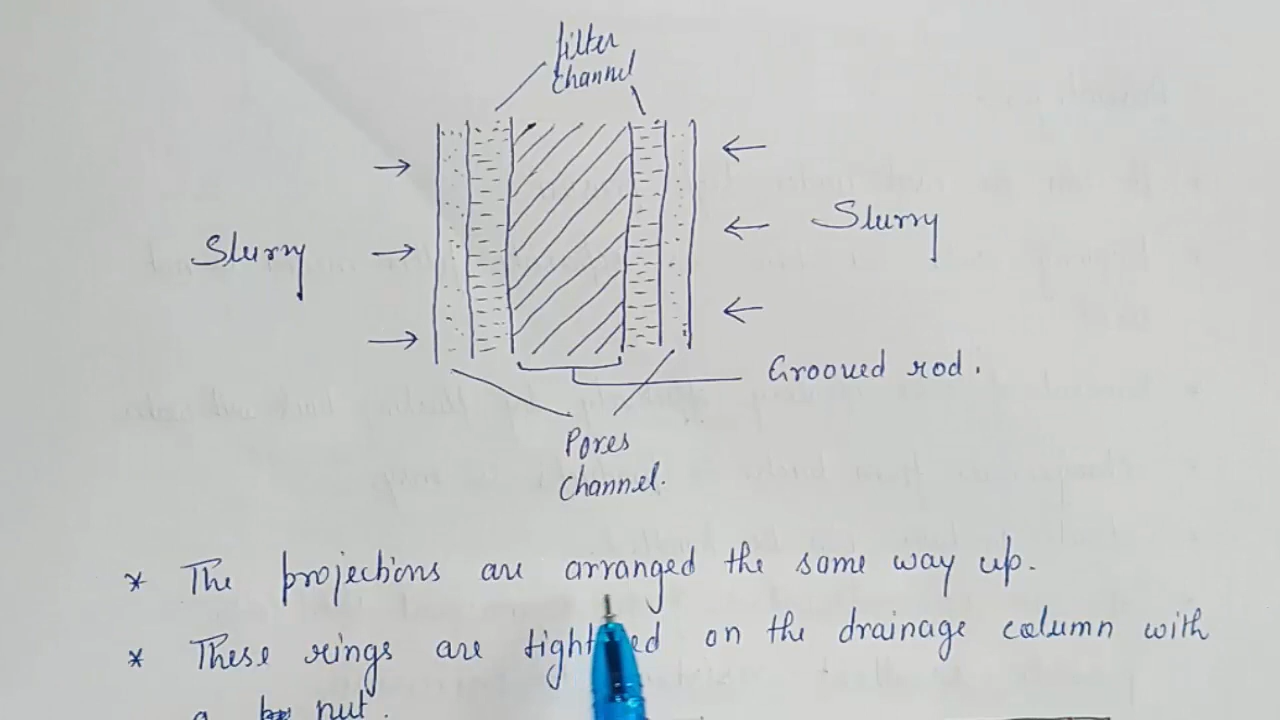 filter
channel
Slurry
Slurry
Grooved rod.
Pores
channel.
* The projections are arranged the same way up.
* These rings are tightened on the drainage column with
a nut.